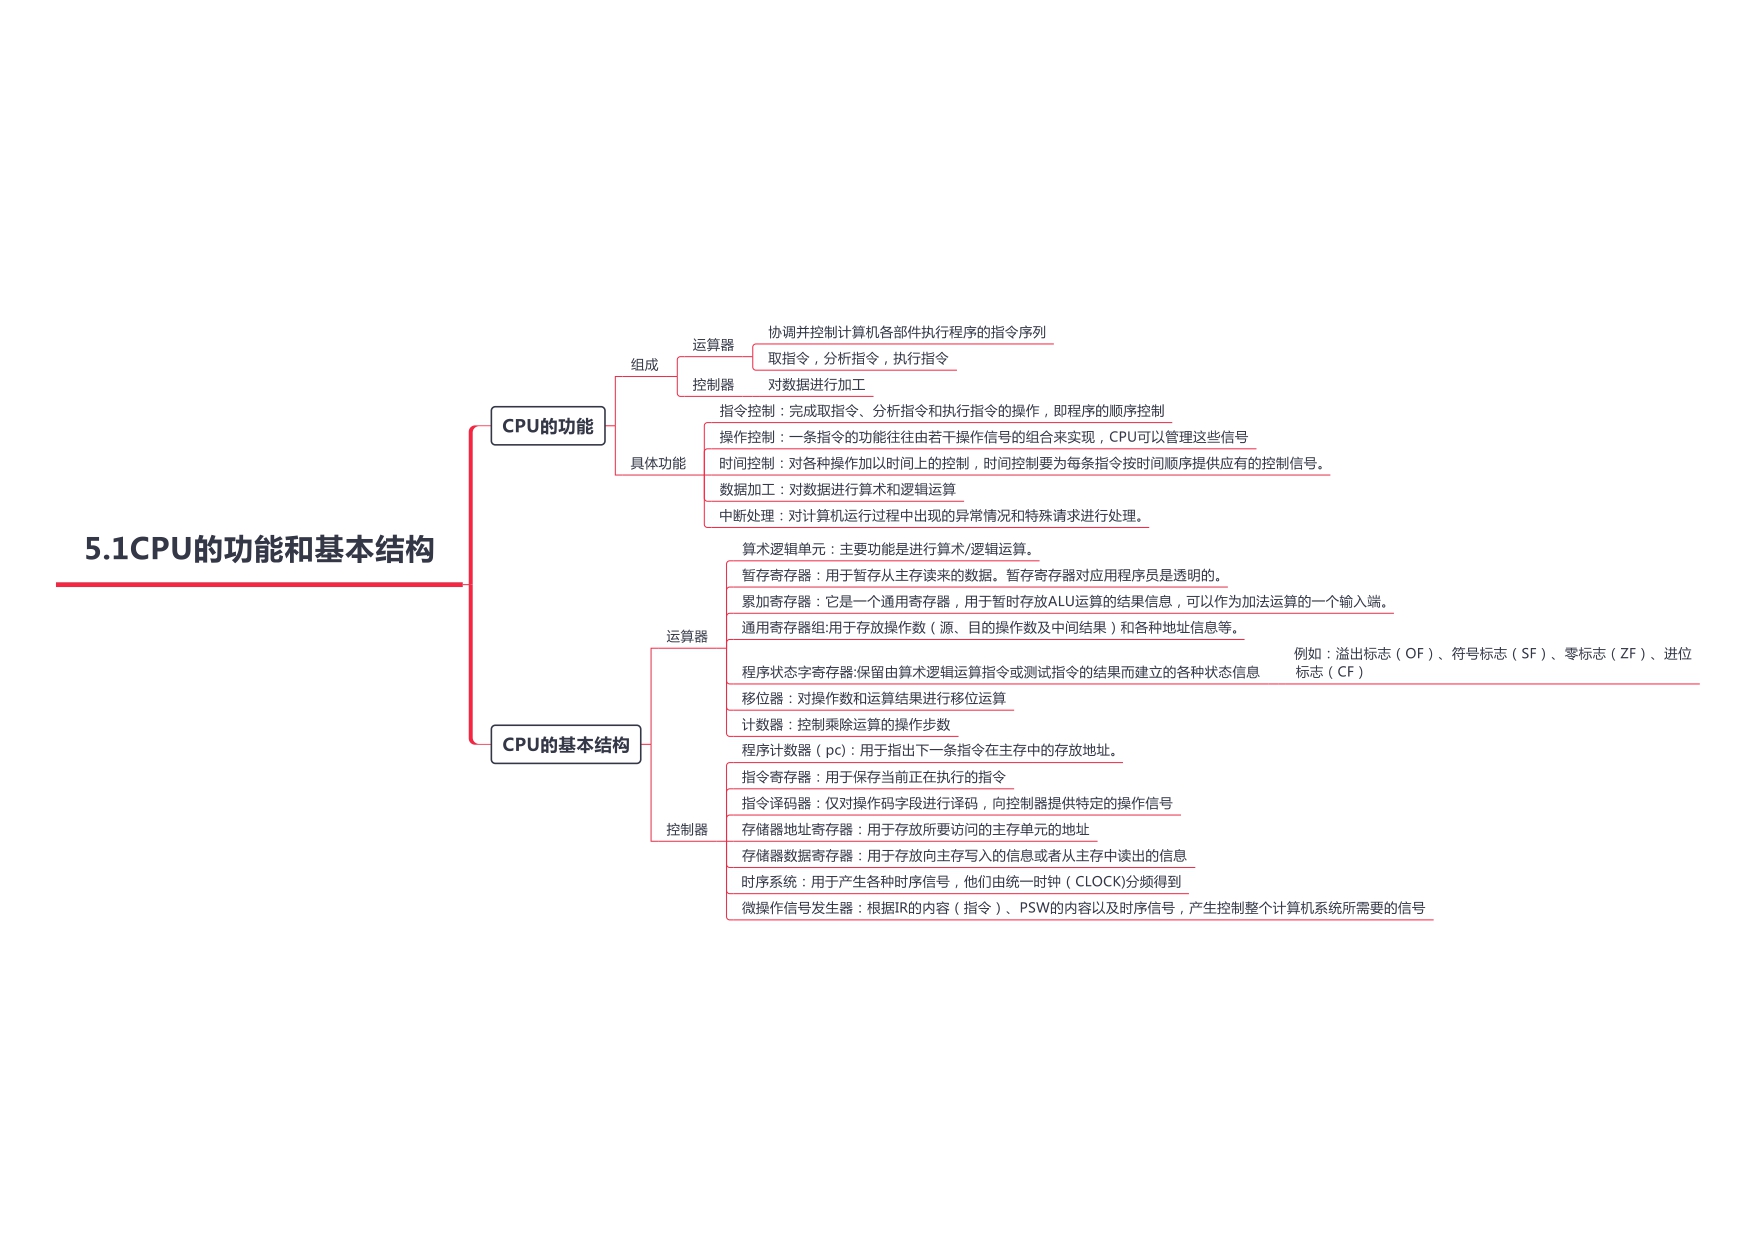 5.1CPU的功能和基本结构
CPU的功能
组成
运算器
协调并控制计算机各部件执行程序的指令序列
取指令，分析指令，执行指令
控制器
对数据进行加工
具体功能
指令控制：完成取指令、分析指令和执行指令的操作，即程序的顺序控制
操作控制：一条指令的功能往往由若干操作信号的组合来实现，CPU可以管理这些信号
时间控制：对各种操作加以时间上的控制，时间控制要为每条指令按时间顺序提供应有的控制信号。
数据加工：对数据进行算术和逻辑运算
中断处理：对计算机运行过程中出现的异常情况和特殊请求进行处理。
CPU的基本结构
运算器
算术逻辑单元：主要功能是进行算术/逻辑运算。
暂存寄存器：用于暂存从主存读来的数据。暂存寄存器对应用程序员是透明的。
累加寄存器：它是一个通用寄存器，用于暂时存放ALU运算的结果信息，可以作为加法运算的一个输入端。
通用寄存器组:用于存放操作数（源、目的操作数及中间结果）和各种地址信息等。
程序状态字寄存器:保留由算术逻辑运算指令或测试指令的结果而建立的各种状态信息
例如：溢出标志（OF）、符号标志（SF）、零标志（ZF）、进位
标志（CF）
移位器：对操作数和运算结果进行移位运算
计数器：控制乘除运算的操作步数
控制器
程序计数器（pc)：用于指出下一条指令在主存中的存放地址。
指令寄存器：用于保存当前正在执行的指令
指令译码器：仅对操作码字段进行译码，向控制器提供特定的操作信号
存储器地址寄存器：用于存放所要访问的主存单元的地址
存储器数据寄存器：用于存放向主存写入的信息或者从主存中读出的信息
时序系统：用于产生各种时序信号，他们由统一时钟（CLOCK)分频得到
微操作信号发生器：根据IR的内容（指令）、PSW的内容以及时序信号，产生控制整个计算机系统所需要的信号